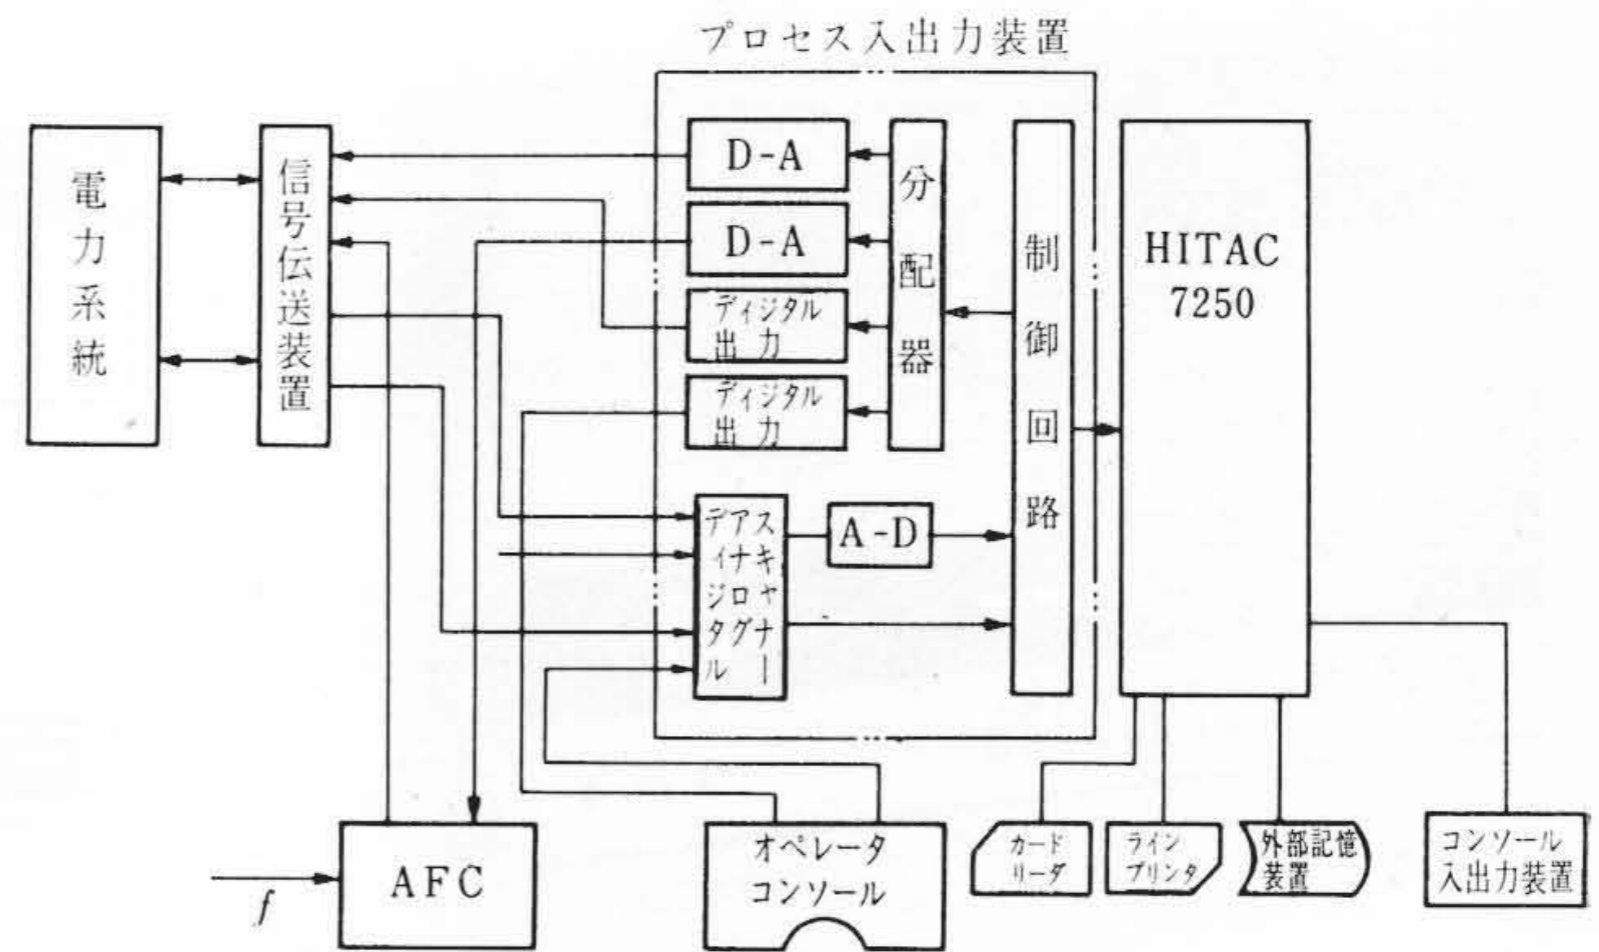 プロセス入出力装置
電力系統
信号伝送装置
D-A
D-A
ディジタル
出力
ディジタル
出力
分配器
制御回路
HITAC
7250
スキャナー
アナログ
ディジタル
A-D
f
AFC
オペレータ
コンソール
カード
リーダ
ライン
プリンタ
外部記憶
装置
コンソール
入出力装置